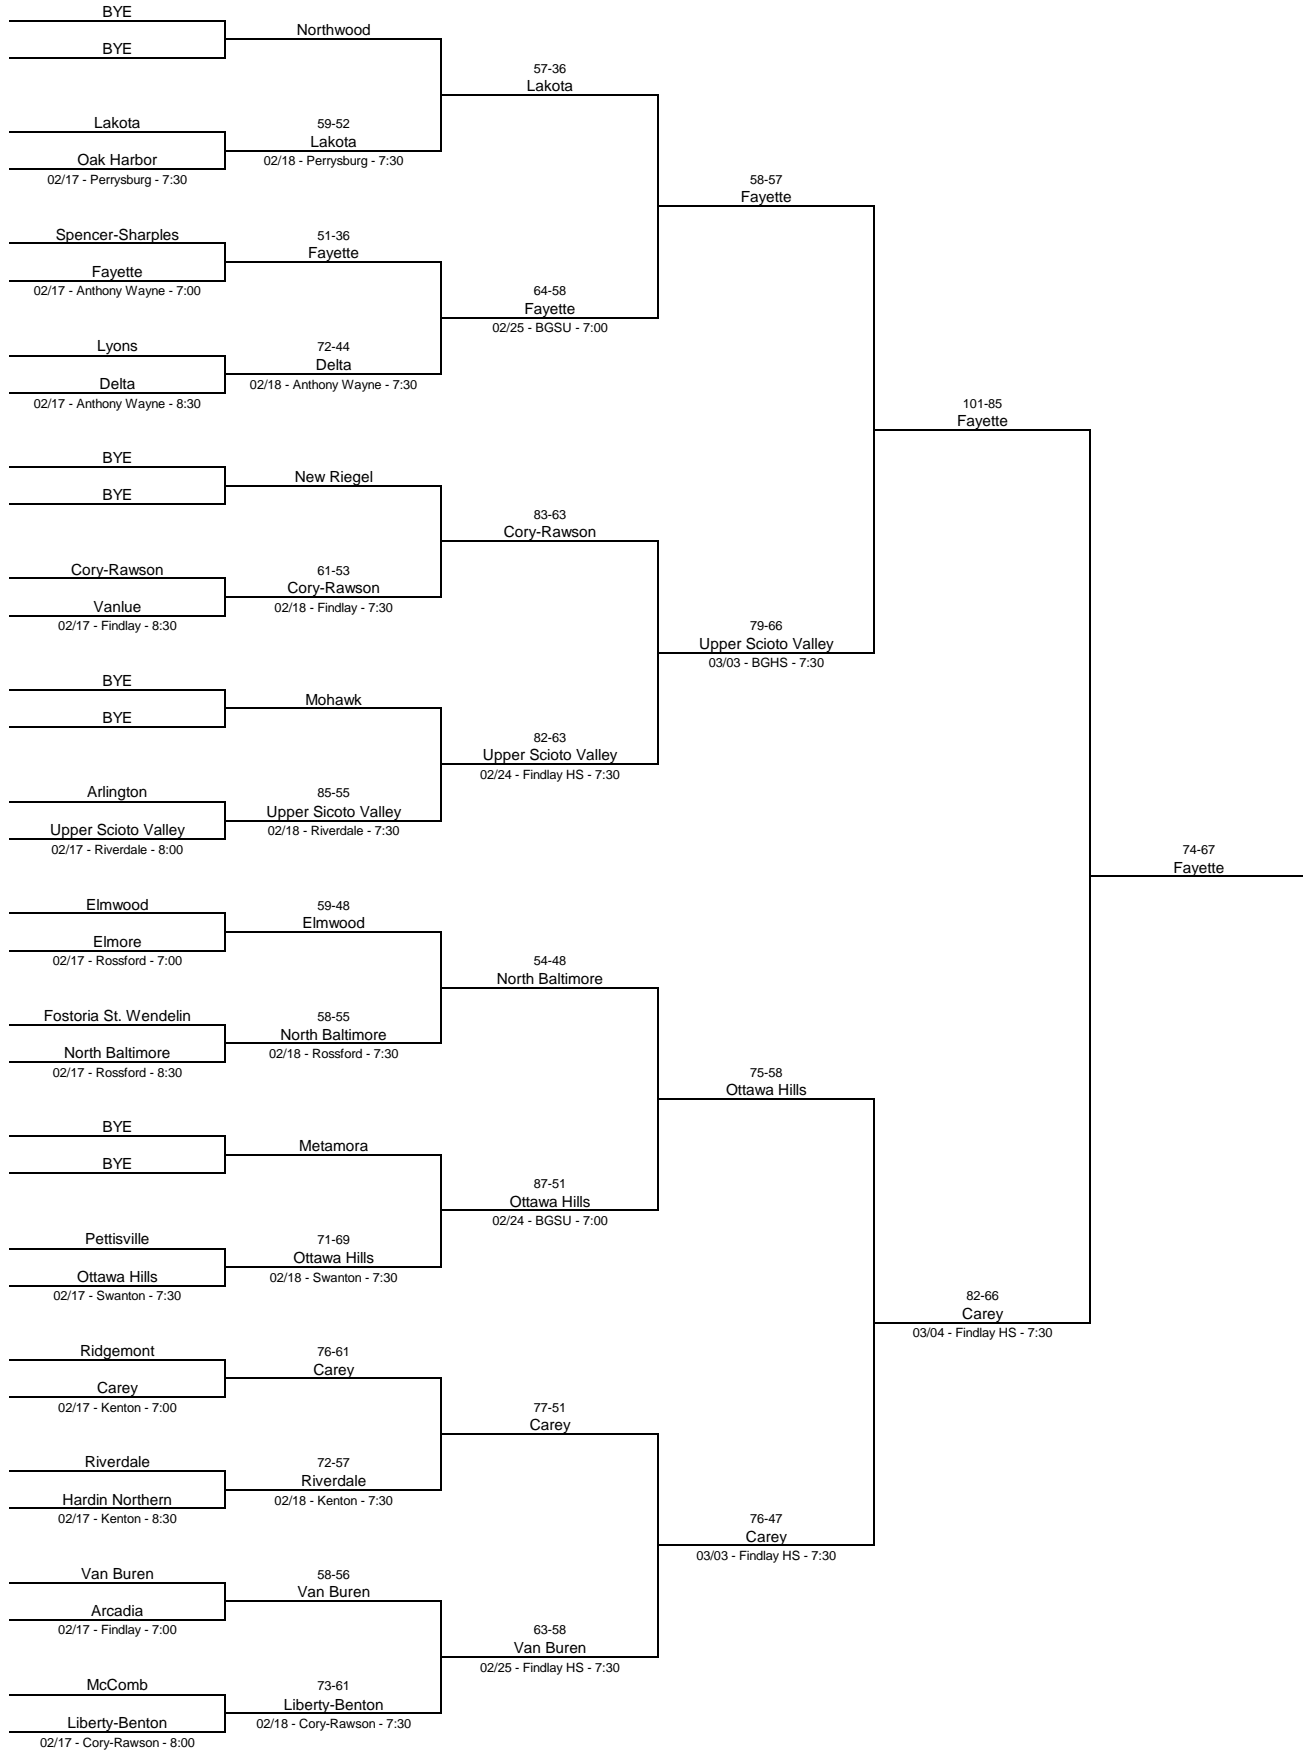 BYE
Northwood
BYE
57-36
Lakota
Lakota
59-52
Lakota
Oak Harbor
02/18 - Perrysburg - 7:30
02/17 - Perrysburg - 7:30
58-57
Fayette
Spencer-Sharples
51-36
Fayette
Fayette
02/17 - Anthony Wayne - 7:00
64-58
Fayette
02/25 - BGSU - 7:00
Lyons
72-44
Delta
Delta
02/18 - Anthony Wayne - 7:30
02/17 - Anthony Wayne - 8:30
101-85
Fayette
BYE
New Riegel
BYE
83-63
Cory-Rawson
Cory-Rawson
61-53
Cory-Rawson
Vanlue
02/18 - Findlay - 7:30
02/17 - Findlay - 8:30
79-66
Upper Scioto Valley
03/03 - BGHS - 7:30
BYE
Mohawk
BYE
82-63
Upper Scioto Valley
02/24 - Findlay HS - 7:30
Arlington
85-55
Upper Sicoto Valley
Upper Scioto Valley
02/18 - Riverdale - 7:30
02/17 - Riverdale - 8:00
74-67
Fayette
Elmwood
59-48
Elmwood
Elmore
02/17 - Rossford - 7:00
54-48
North Baltimore
Fostoria St. Wendelin
58-55
North Baltimore
North Baltimore
02/18 - Rossford - 7:30
02/17 - Rossford - 8:30
75-58
Ottawa Hills
BYE
Metamora
BYE
87-51
Ottawa Hills
02/24 - BGSU - 7:00
Pettisville
71-69
Ottawa Hills
Ottawa Hills
02/18 - Swanton - 7:30
02/17 - Swanton - 7:30
82-66
Carey
03/04 - Findlay HS - 7:30
Ridgemont
76-61
Carey
Carey
02/17 - Kenton - 7:00
77-51
Carey
Riverdale
72-57
Riverdale
Hardin Northern
02/18 - Kenton - 7:30
02/17 - Kenton - 8:30
76-47
Carey
03/03 - Findlay HS - 7:30
Van Buren
58-56
Van Buren
Arcadia
02/17 - Findlay - 7:00
63-58
Van Buren
02/25 - Findlay HS - 7:30
McComb
73-61
Liberty-Benton
Liberty-Benton
02/18 - Cory-Rawson - 7:30
02/17 - Cory-Rawson - 8:00